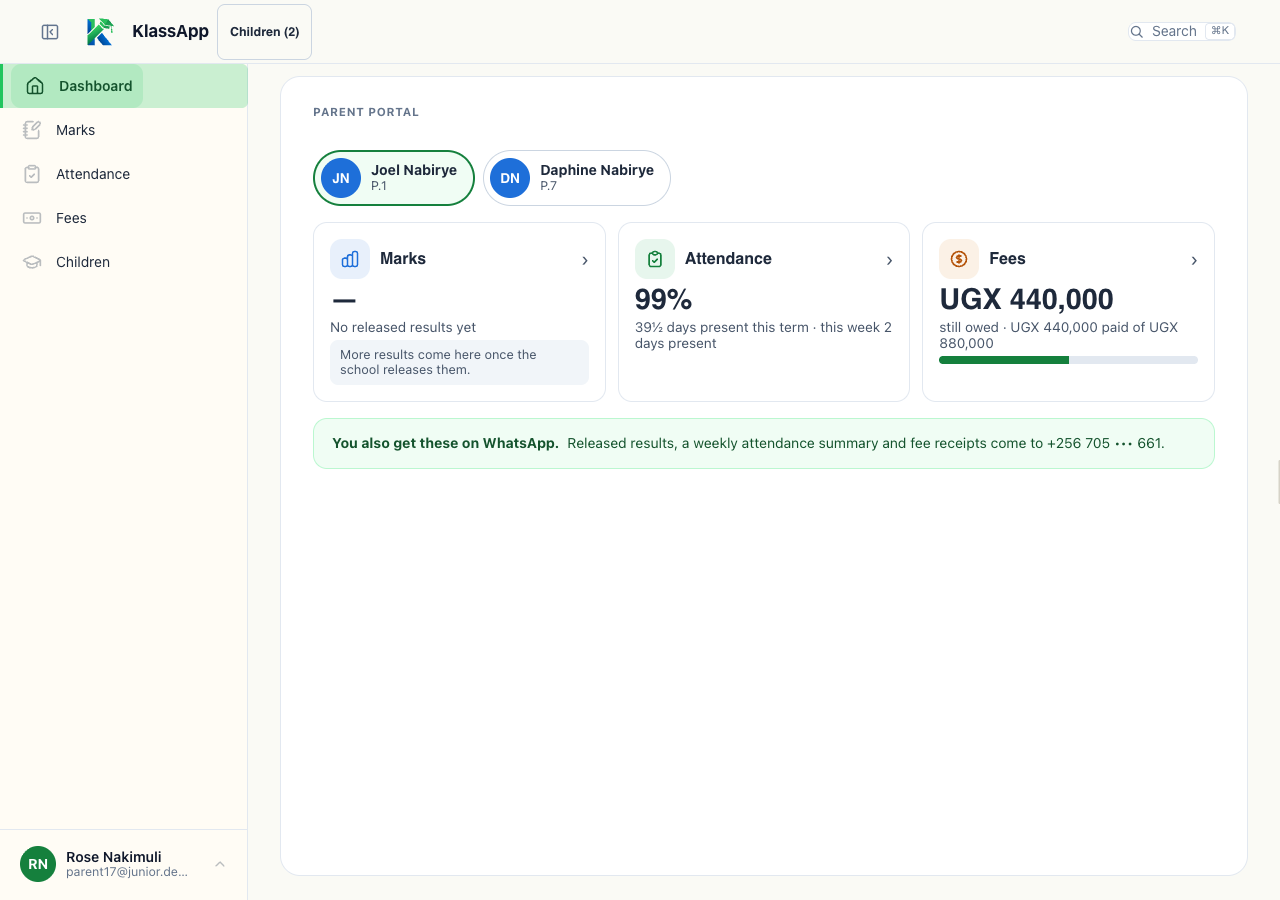 KlassApp
Children (2)
Search
⌘K
Dashboard
Marks
Attendance
Fees
Children
PARENT PORTAL
JN
Joel Nabirye
P.1
DN
Daphine Nabirye
P.7
Marks
—
No released results yet
More results come here once the
school releases them.
Attendance
99%
39½ days present this term · this week 2
days present
Fees
UGX 440,000
still owed · UGX 440,000 paid of UGX
880,000
You also get these on WhatsApp. Released results, a weekly attendance summary and fee receipts come to +256 705 ••• 661.
RN
Rose Nakimuli
parent17@junior.de...